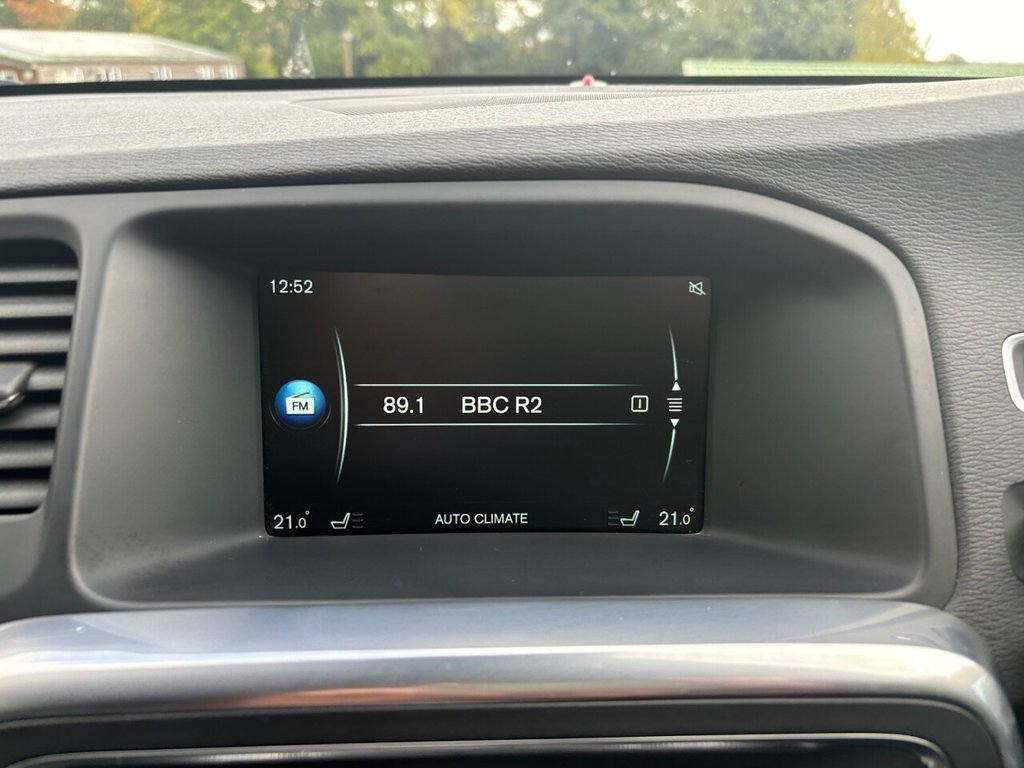 12:52
FM
89.1 BBC R2
21.0° AUTO CLIMATE 21.0°